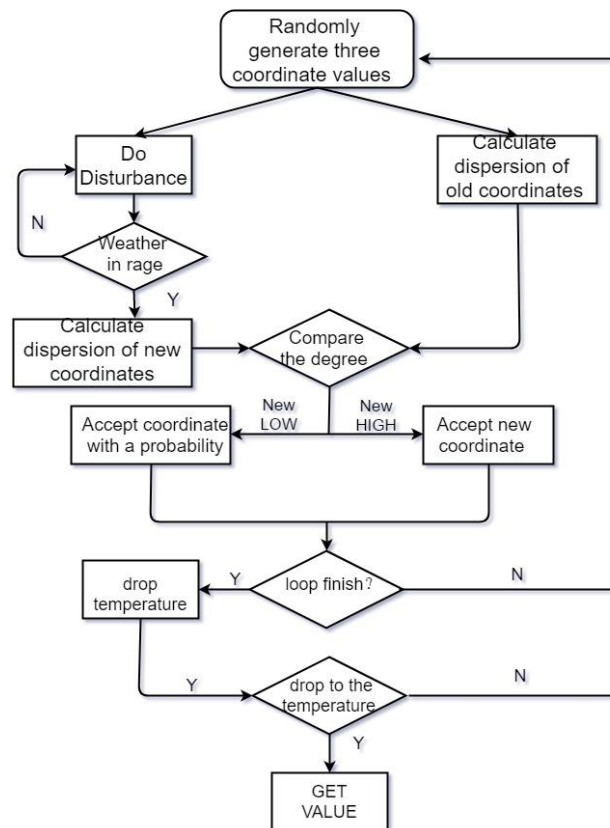 Randomly
generate three
coordinate values
Do
Disturbance
Calculate
dispersion of
old coordinates
N
Weather
in rage
Y
Calculate
dispersion of new
coordinates
Compare
the degree
New
LOW
New
HIGH
Accept coordinate
with a probability
Accept new
coordinate
loop finish？
Y
N
drop
temperature
Y
drop to the
temperature
N
Y
GET
VALUE